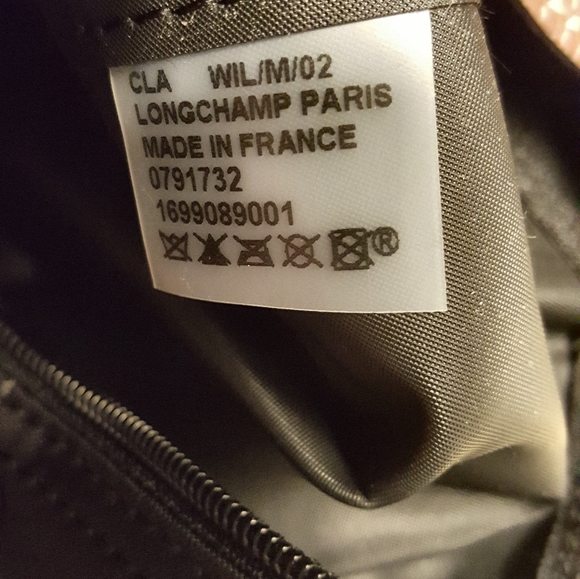 CLA WIL/M/02
LONGCHAMP PARIS
MADE IN FRANCE
0791732
1699089001
®